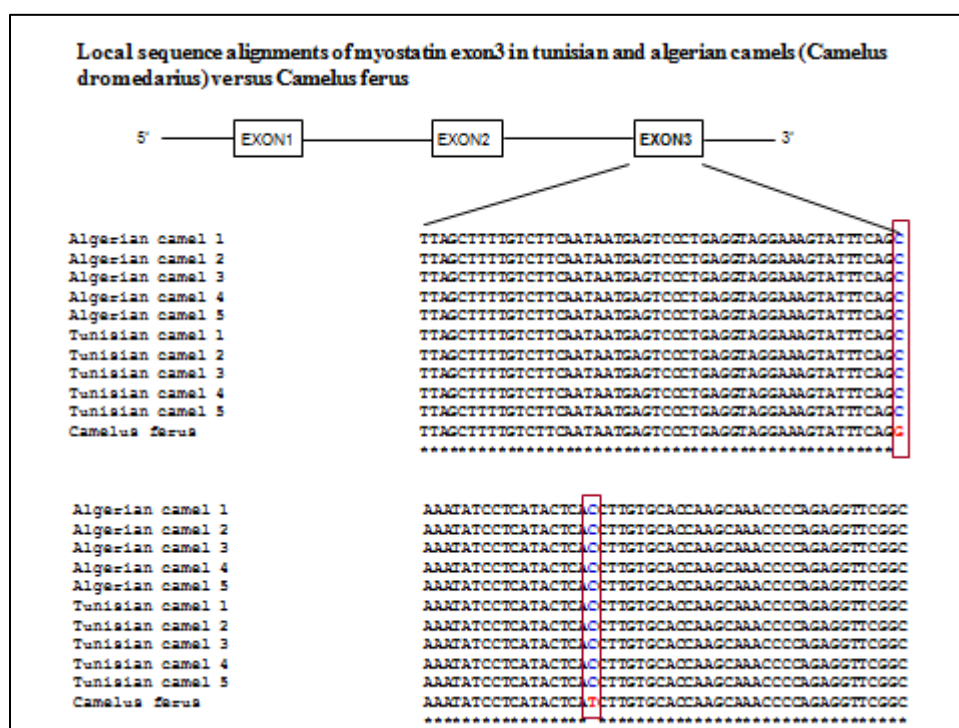 Local sequence alignments of myostatin exon3 in tunisian and algerian camels (Camelus
dromedarius) versus Camelus ferus
5' EXON1 EXON2 EXON3 3'
Algerian camel 1 TTAGCTTTTGTCTTCAATAATGAGTCCCTGAGGTAGGAAAGTATTTCAGC
Algerian camel 2 TTAGCTTTTGTCTTCAATAATGAGTCCCTGAGGTAGGAAAGTATTTCAGC
Algerian camel 3 TTAGCTTTTGTCTTCAATAATGAGTCCCTGAGGTAGGAAAGTATTTCAGC
Algerian camel 4 TTAGCTTTTGTCTTCAATAATGAGTCCCTGAGGTAGGAAAGTATTTCAGC
Algerian camel 5 TTAGCTTTTGTCTTCAATAATGAGTCCCTGAGGTAGGAAAGTATTTCAGC
Tunisian camel 1 TTAGCTTTTGTCTTCAATAATGAGTCCCTGAGGTAGGAAAGTATTTCAGC
Tunisian camel 2 TTAGCTTTTGTCTTCAATAATGAGTCCCTGAGGTAGGAAAGTATTTCAGC
Tunisian camel 3 TTAGCTTTTGTCTTCAATAATGAGTCCCTGAGGTAGGAAAGTATTTCAGC
Tunisian camel 4 TTAGCTTTTGTCTTCAATAATGAGTCCCTGAGGTAGGAAAGTATTTCAGC
Tunisian camel 5 TTAGCTTTTGTCTTCAATAATGAGTCCCTGAGGTAGGAAAGTATTTCAGC
Camelus ferus TTAGCTTTTGTCTTCAATAATGAGTCCCTGAGGTAGGAAAGTATTTCAGG
*************************************************
Algerian camel 1 AAATATCCTCATACTCACCTTGTGCACCAAGCAAACCCCAGAGGTTCGGC
Algerian camel 2 AAATATCCTCATACTCACCTTGTGCACCAAGCAAACCCCAGAGGTTCGGC
Algerian camel 3 AAATATCCTCATACTCACCTTGTGCACCAAGCAAACCCCAGAGGTTCGGC
Algerian camel 4 AAATATCCTCATACTCACCTTGTGCACCAAGCAAACCCCAGAGGTTCGGC
Algerian camel 5 AAATATCCTCATACTCACCTTGTGCACCAAGCAAACCCCAGAGGTTCGGC
Tunisian camel 1 AAATATCCTCATACTCACCTTGTGCACCAAGCAAACCCCAGAGGTTCGGC
Tunisian camel 2 AAATATCCTCATACTCACCTTGTGCACCAAGCAAACCCCAGAGGTTCGGC
Tunisian camel 3 AAATATCCTCATACTCACCTTGTGCACCAAGCAAACCCCAGAGGTTCGGC
Tunisian camel 4 AAATATCCTCATACTCACCTTGTGCACCAAGCAAACCCCAGAGGTTCGGC
Tunisian camel 5 AAATATCCTCATACTCACCTTGTGCACCAAGCAAACCCCAGAGGTTCGGC
Camelus ferus AAATATCCTCATACTCATCTTGTGCACCAAGCAAACCCCAGAGGTTCGGC
***************** ********************************